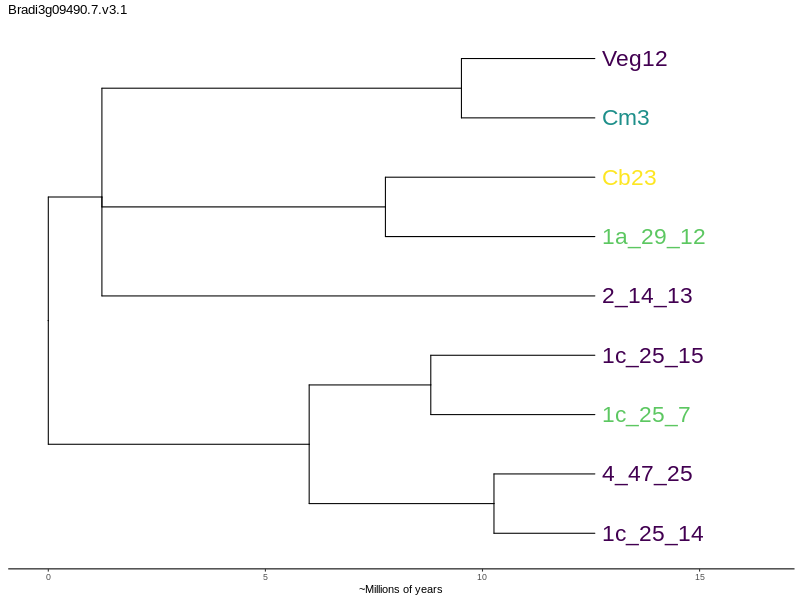 Bradi3g09490.7.v3.1
Veg12
Cm3
Cb23
1a_29_12
2_14_13
1c_25_15
1c_25_7
4_47_25
1c_25_14
0 5 10 15
~Millions of years